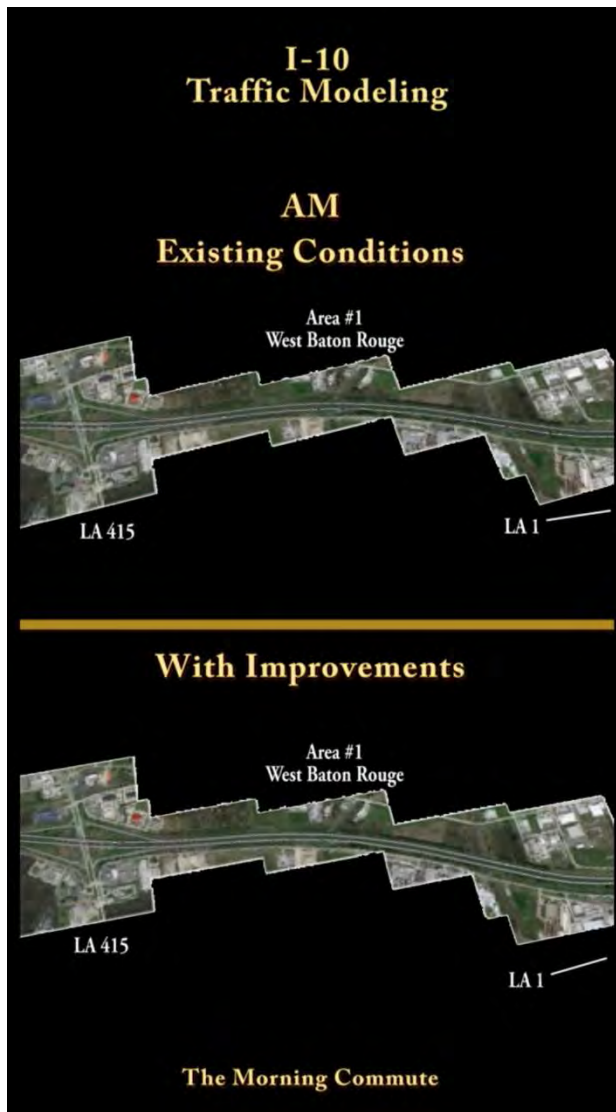 I-10
Traffic Modeling
AM
Existing Conditions
Area #1
West Baton Rouge
LA 415
LA 1
With Improvements
Area #1
West Baton Rouge
LA 415
LA 1
The Morning Commute